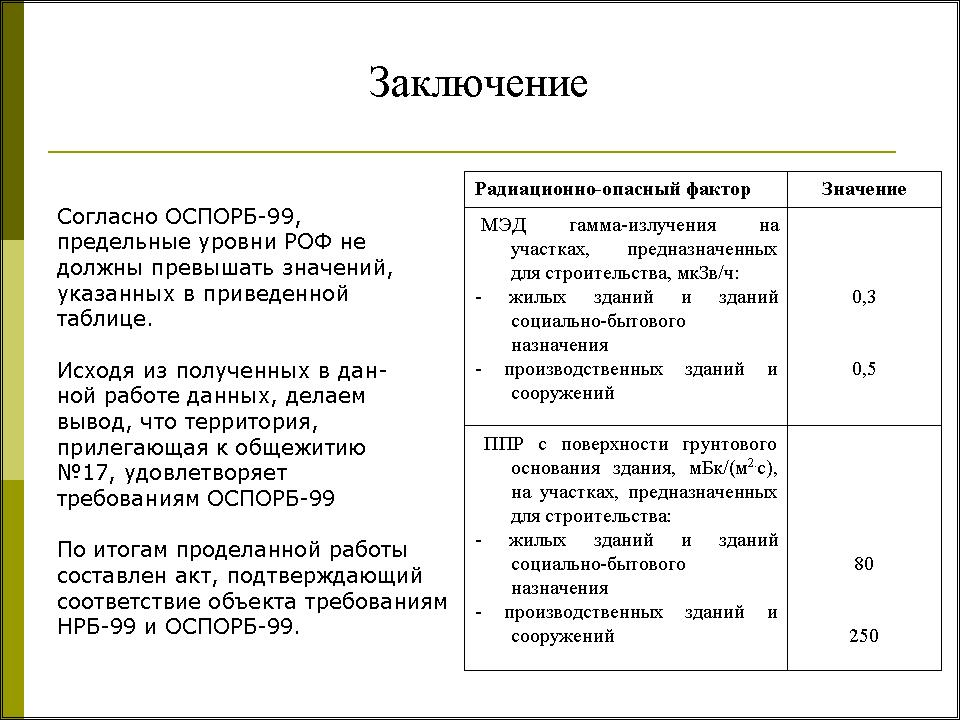 Заключение
Согласно ОСПОРБ-99,
предельные уровни РОФ не
должны превышать значений,
указанных в приведенной
таблице.
Исходя из полученных в дан-
ной работе данных, делаем
вывод, что территория,
прилегающая к общежитию
№17, удовлетворяет
требованиям ОСПОРБ-99
По итогам проделанной работы
составлен акт, подтверждающий
соответствие объекта требованиям
НРБ-99 и ОСПОРБ-99.
Радиационно-опасный фактор Значение
МЭД гамма-излучения на
участках, предназначенных
для строительства, мкЗв/ч:
- жилых зданий и зданий 0,3
социально-бытового
назначения
- производственных зданий и 0,5
сооружений
ППР с поверхности грунтового
основания здания, мБк/(м²·с),
на участках, предназначенных
для строительства:
- жилых зданий и зданий
социально-бытового 80
назначения
- производственных зданий и
сооружений 250